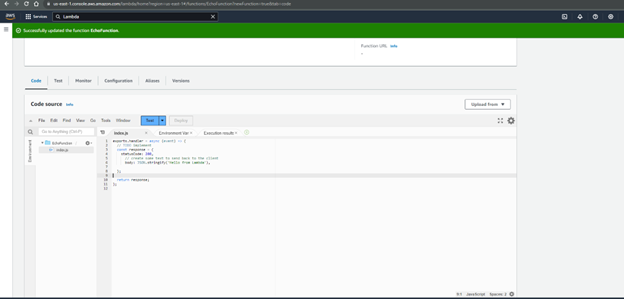 us-east-1.console.aws.amazon.com/lambda/home?region=us-east-1#/functions/EchoFunction?newFunction=true&tab=code
aws Services Lambda
Successfully updated the function EchoFunction.
Function URL Info
-
Code Test Monitor Configuration Aliases Versions
Code source Info Upload from
File Edit Find View Go Tools Window Test Deploy
Go to Anything (Ctrl-P) index.js Environment Var Execution results
Environment
EchoFunction
index.js
1 exports.handler = async (event) => {
2 // TODO implement
3 const response = {
4 statusCode: 200,
5 // create some text to send back to the client
6 body: JSON.stringify('Hello from Lambda'),
7
8 };
9
10 return response;
11 };
12
9:1 JavaScript Spaces: 2